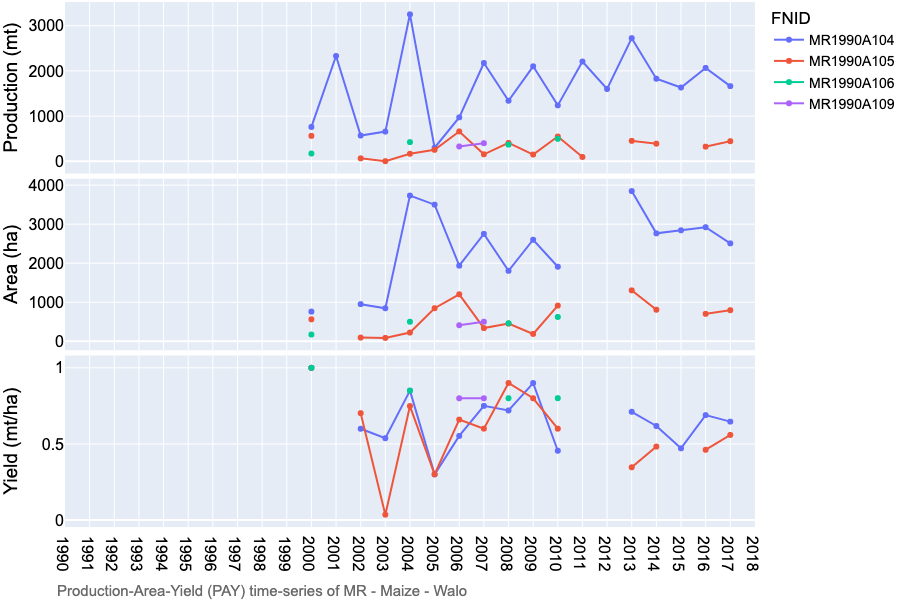 FNID
MR1990A104
MR1990A105
MR1990A106
MR1990A109
Production (mt)
3000
2000
1000
0
Area (ha)
4000
3000
2000
1000
0
Yield (mt/ha)
1
0.5
0
1990 1991 1992 1993 1994 1995 1996 1997 1998 1999 2000 2001 2002 2003 2004 2005 2006 2007 2008 2009 2010 2011 2012 2013 2014 2015 2016 2017 2018
Production-Area-Yield (PAY) time-series of MR - Maize - Walo